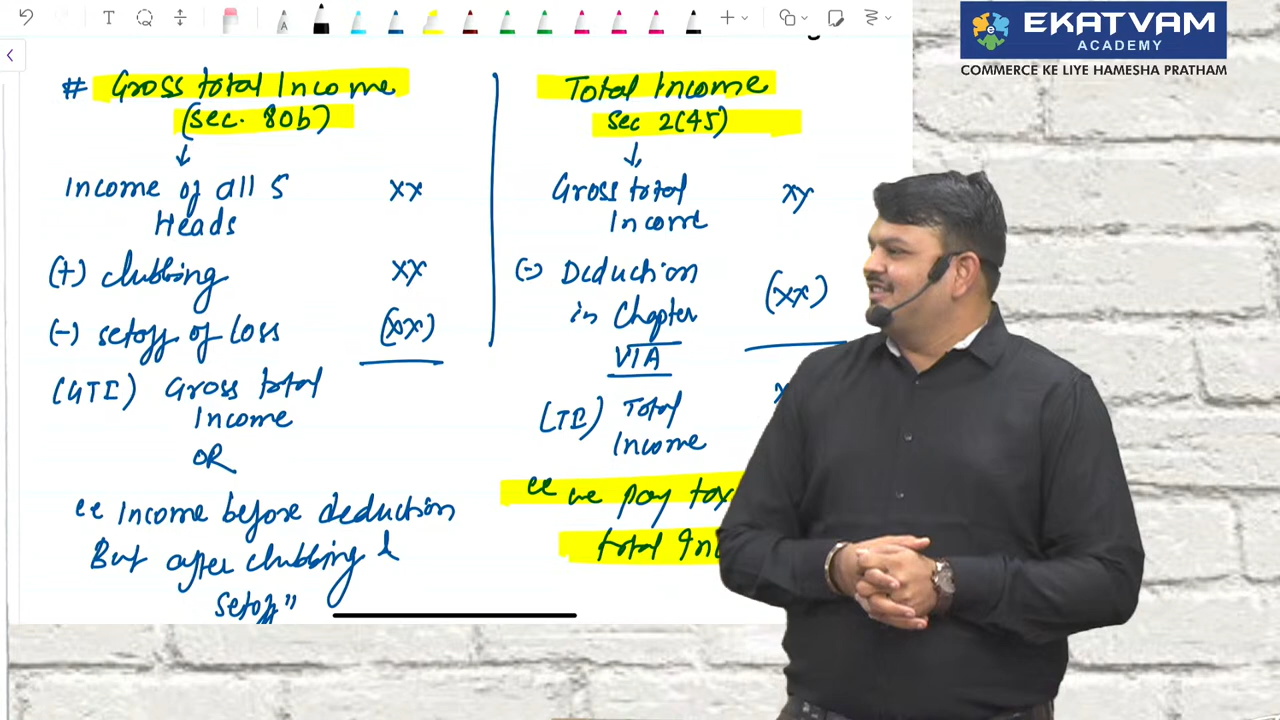 EKATVAM
ACADEMY
COMMERCE KE LIYE HAMESHA PRATHAM
# Gross total Income
(sec. 80b)
Income of all 5 xx
Heads
(+) clubbing xx
(-) setoff of loss (xx)
(GTI) Gross total
Income
OR
"Income before deduction
But after clubbing &
setoff"
Total Income
Sec 2(45)
Gross total xx
Income
(-) Deduction (xx)
in Chapter
VIA
(TI) Total
Income
"we pay tax
total